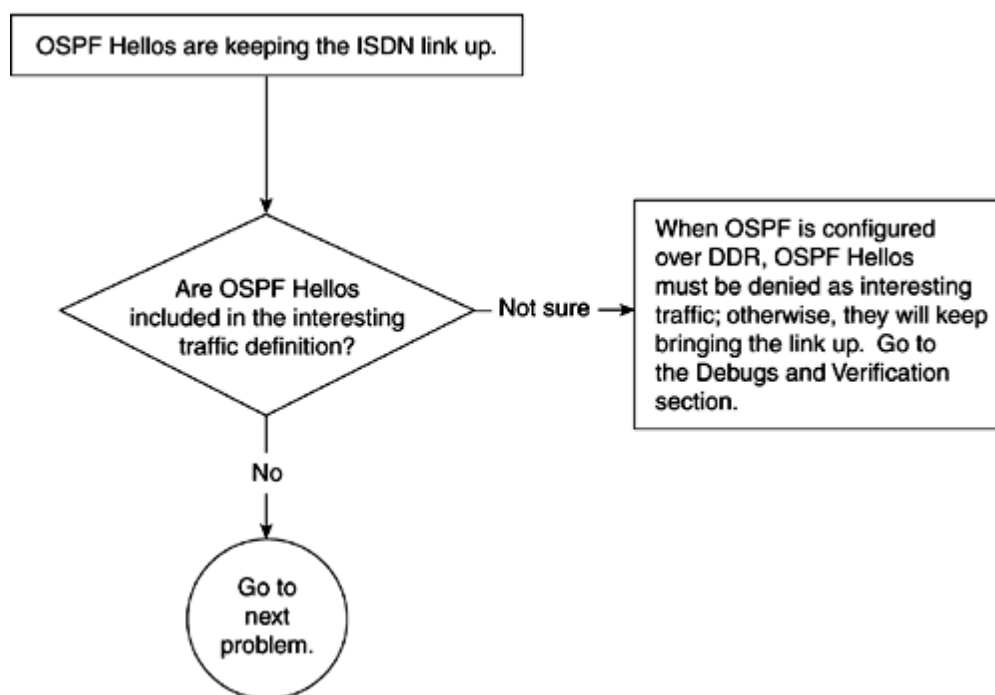 OSPF Hellos are keeping the ISDN link up.
Are OSPF Hellos
included in the interesting
traffic definition?
Not sure
When OSPF is configured
over DDR, OSPF Hellos
must be denied as interesting
traffic; otherwise, they will keep
bringing the link up. Go to
the Debugs and Verification
section.
No
Go to
next
problem.